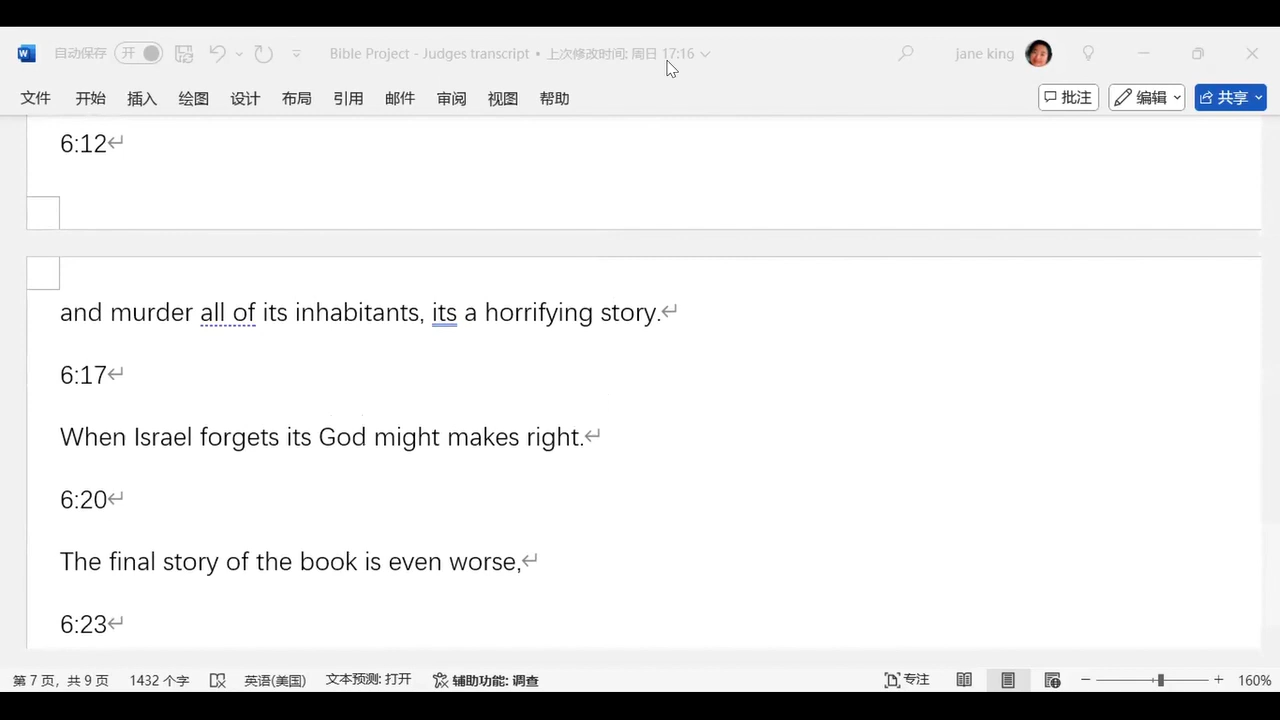 自动保存 开 Bible Project - Judges transcript • 上次修改时间: 周日 17:16 jane king
文件 开始 插入 绘图 设计 布局 引用 邮件 审阅 视图 帮助 批注 编辑 共享
6:12
and murder all of its inhabitants, its a horrifying story.
6:17
When Israel forgets its God might makes right.
6:20
The final story of the book is even worse,
6:23
第 7 页，共 9 页 1432 个字 英语(美国) 文本预测: 打开 辅助功能: 调查 专注 160%